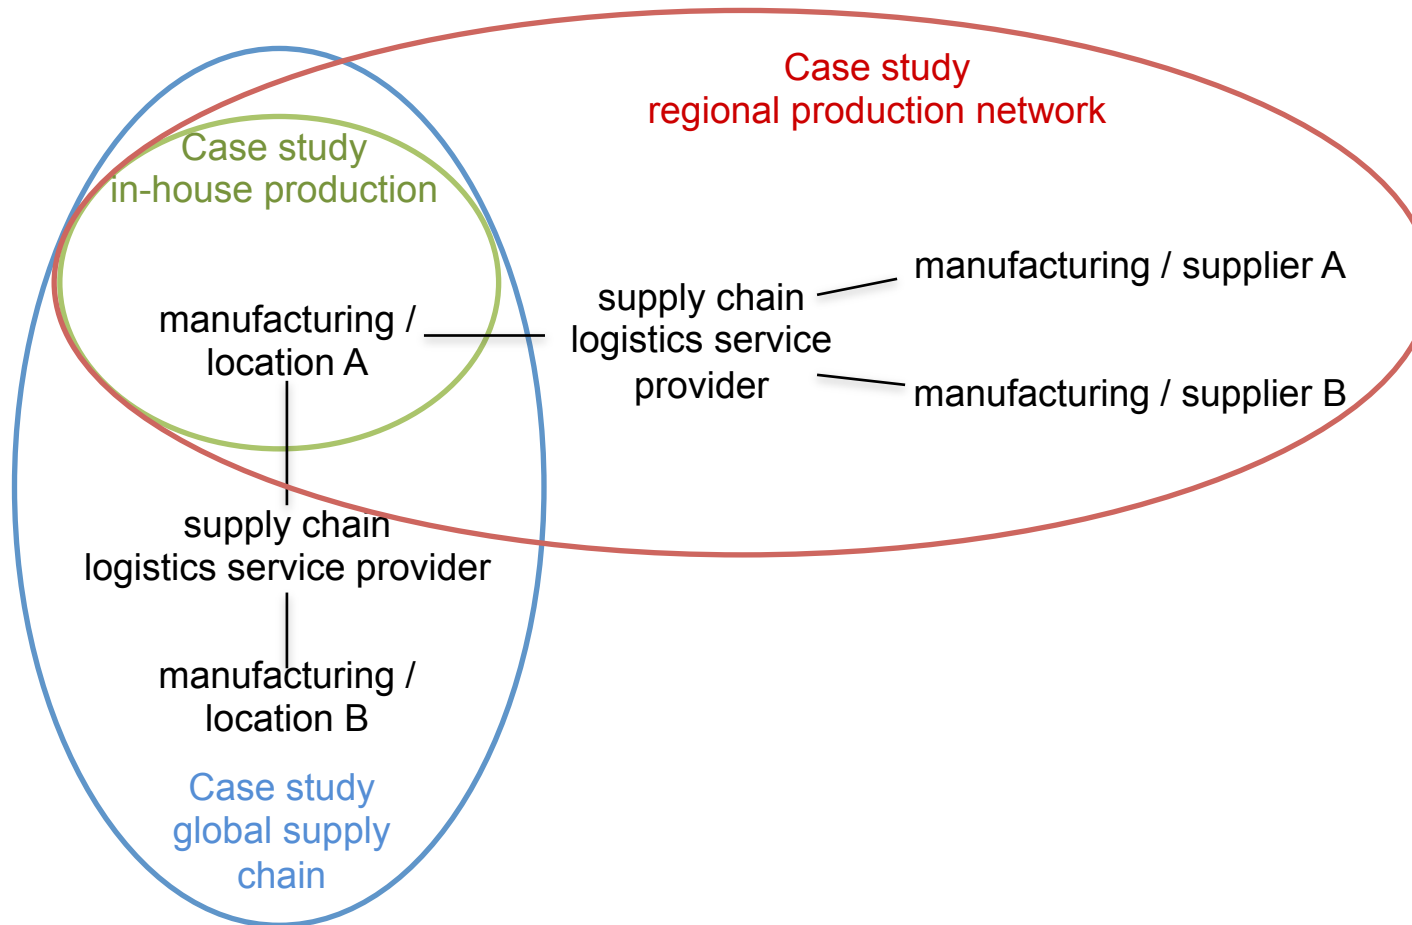 Case study
regional production network
Case study
in-house production
manufacturing /
location A
supply chain
logistics service
provider
manufacturing / supplier A
manufacturing / supplier B
supply chain
logistics service provider
manufacturing /
location B
Case study
global supply
chain